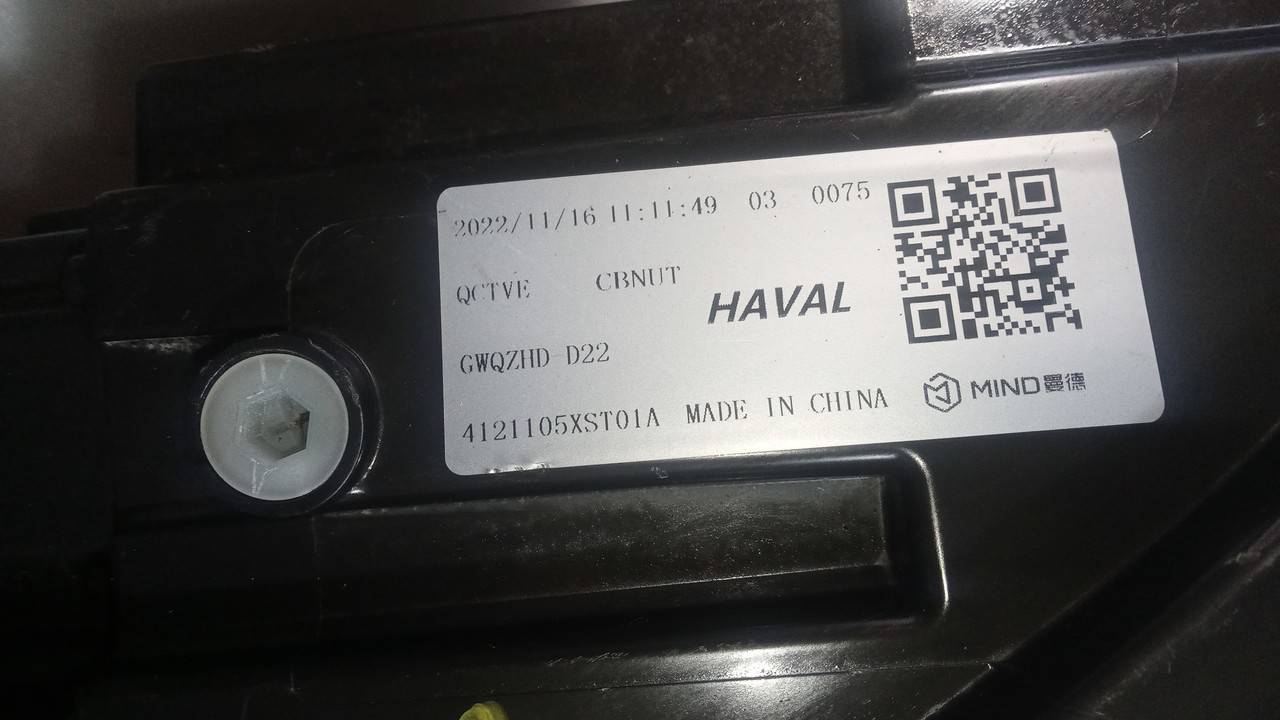 2022/11/16 11:11:49 03 0075
QCTVE CBNUT
HAVAL
GWQZHD D22
4121105XST01A MADE IN CHINA
MIND曼德